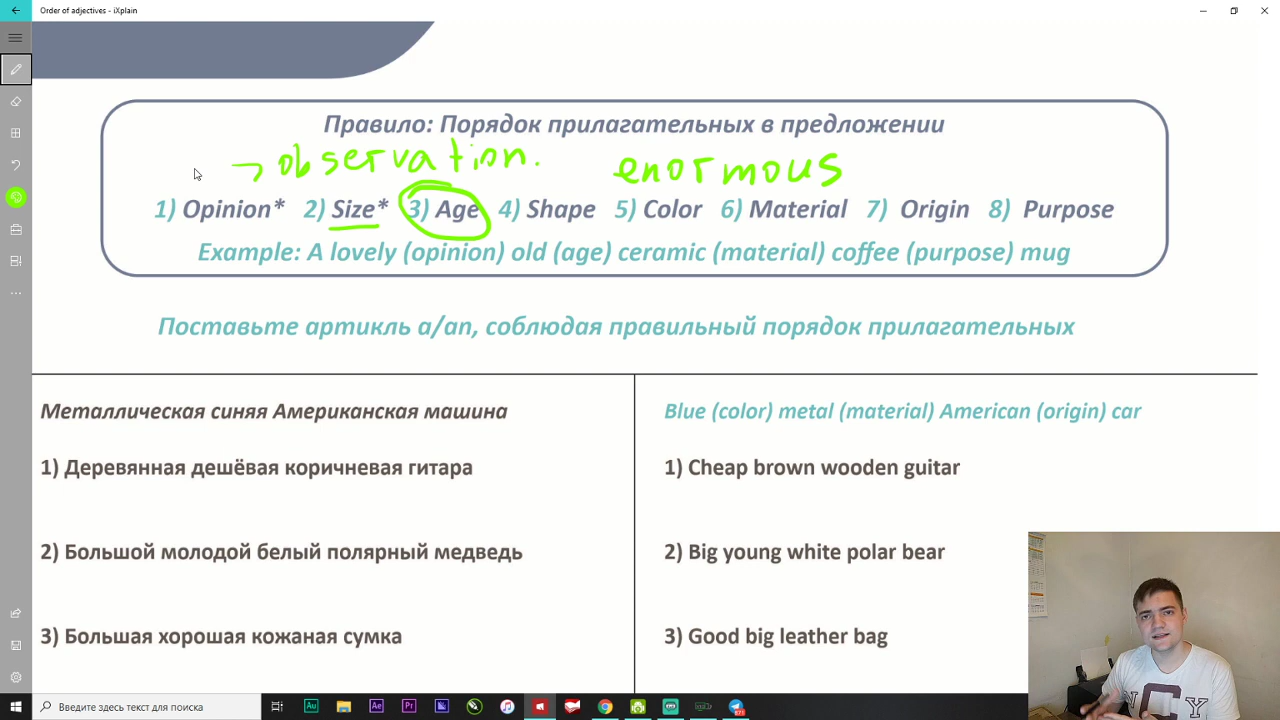 Order of adjectives - iXplain
Правило: Порядок прилагательных в предложении
→ observation. enormous
1) Opinion* 2) Size* 3) Age 4) Shape 5) Color 6) Material 7) Origin 8) Purpose
Example: A lovely (opinion) old (age) ceramic (material) coffee (purpose) mug
Поставьте артикль a/an, соблюдая правильный порядок прилагательных
Металлическая синяя Американская машина
Blue (color) metal (material) American (origin) car
1) Деревянная дешёвая коричневая гитара
1) Cheap brown wooden guitar
2) Большой молодой белый полярный медведь
2) Big young white polar bear
3) Большая хорошая кожаная сумка
3) Good big leather bag
Введите здесь текст для поиска
Au
Ae
Pr